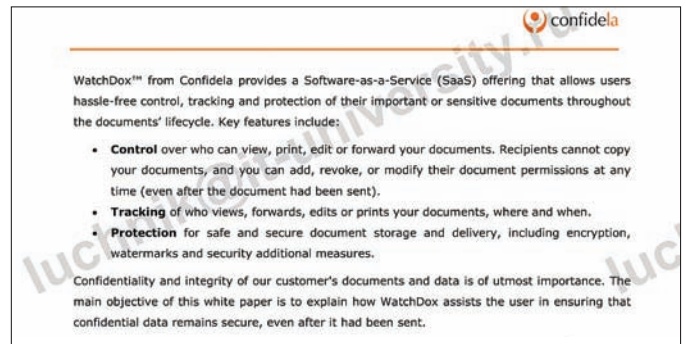 confidela
WatchDox™ from Confidela provides a Software-as-a-Service (SaaS) offering that allows users
hassle-free control, tracking and protection of their important or sensitive documents throughout
the documents' lifecycle. Key features include:
• Control over who can view, print, edit or forward your documents. Recipients cannot copy
your documents, and you can add, revoke, or modify their document permissions at any
time (even after the document had been sent).
• Tracking of who views, forwards, edits or prints your documents, where and when.
• Protection for safe and secure document storage and delivery, including encryption,
watermarks and security additional measures.
Confidentiality and integrity of our customer's documents and data is of utmost importance. The
main objective of this white paper is to explain how WatchDox assists the user in ensuring that
confidential data remains secure, even after it had been sent.
luchnik@it-university.ru
luc